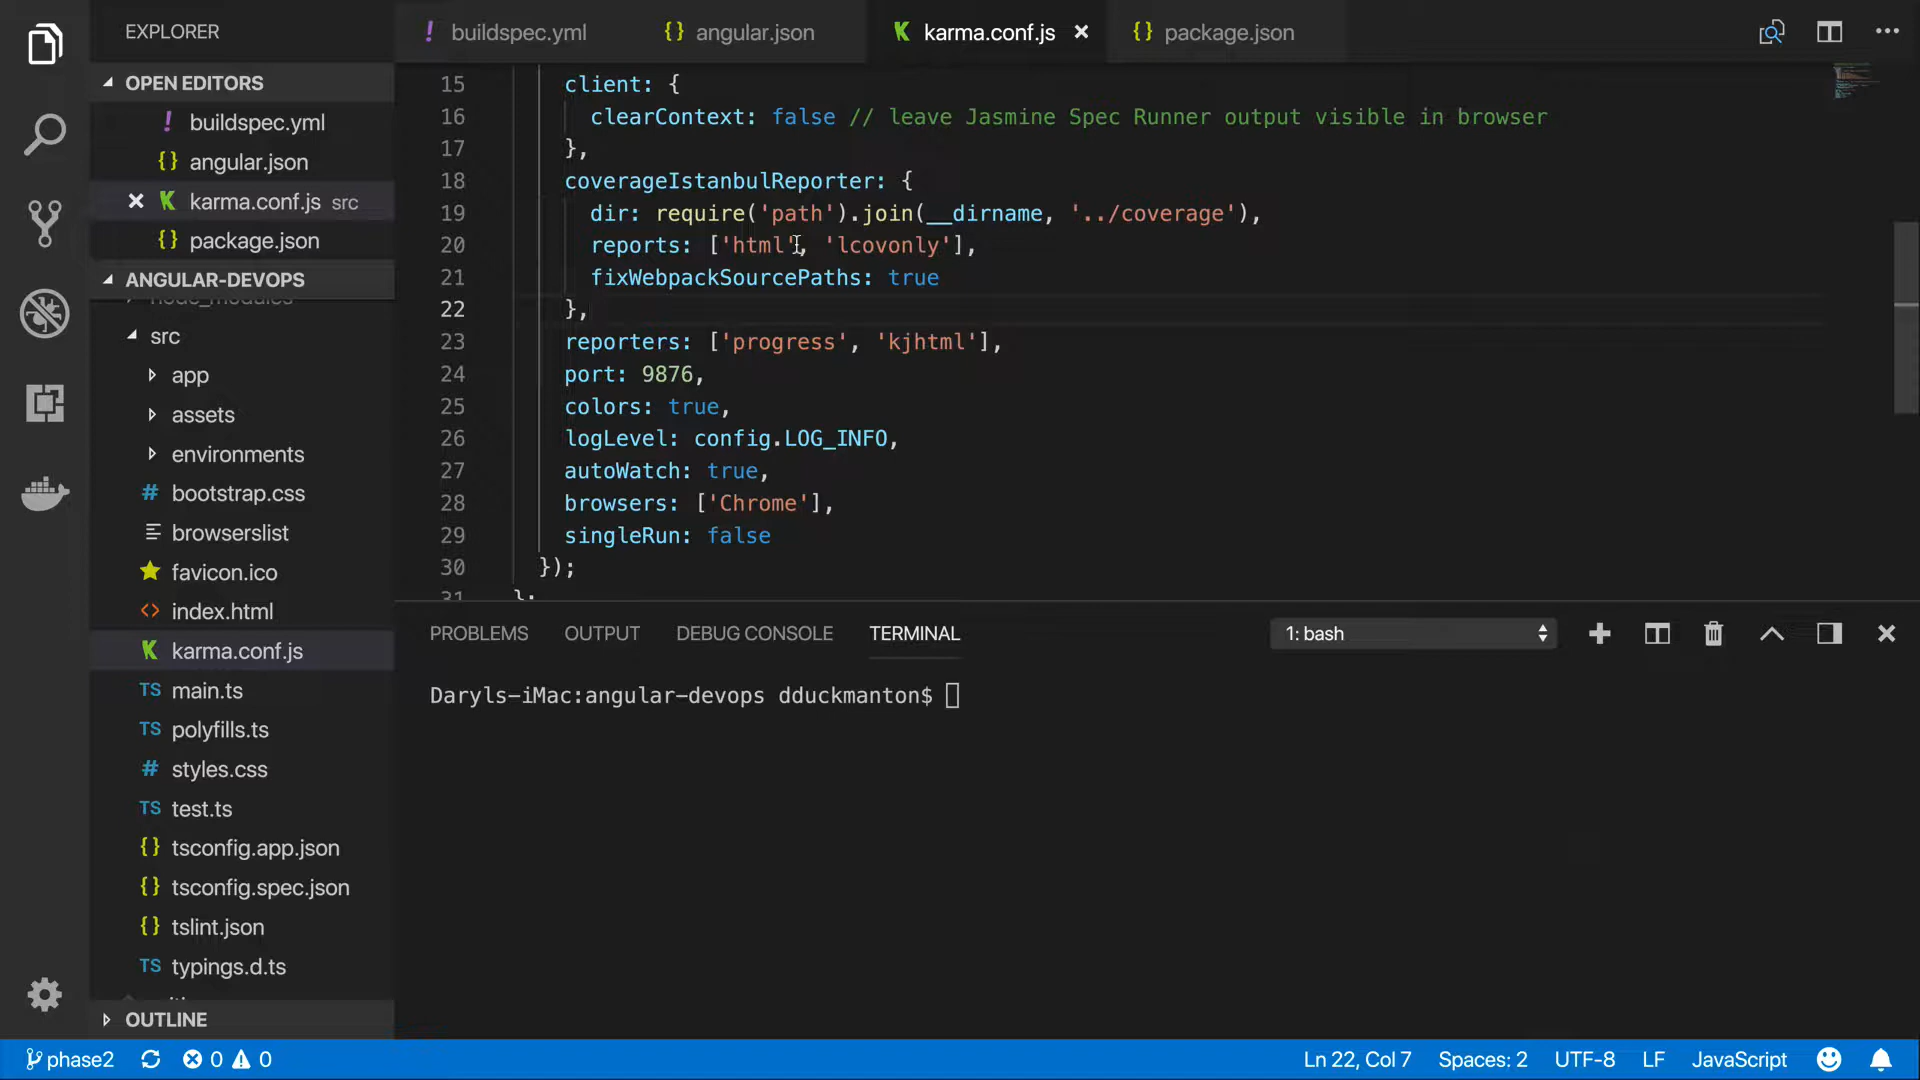 EXPLORER
OPEN EDITORS
! buildspec.yml
{} angular.json
karma.conf.js src
{} package.json
ANGULAR-DEVOPS
node_modules
src
app
assets
environments
# bootstrap.css
browserslist
favicon.ico
<> index.html
karma.conf.js
TS main.ts
TS polyfills.ts
# styles.css
TS test.ts
{} tsconfig.app.json
{} tsconfig.spec.json
{} tslint.json
TS typings.d.ts
OUTLINE
! buildspec.yml {} angular.json karma.conf.js {} package.json
15 client: {
16 clearContext: false // leave Jasmine Spec Runner output visible in browser
17 },
18 coverageIstanbulReporter: {
19 dir: require('path').join(__dirname, '../coverage'),
20 reports: ['html', 'lcovonly'],
21 fixWebpackSourcePaths: true
22 },
23 reporters: ['progress', 'kjhtml'],
24 port: 9876,
25 colors: true,
26 logLevel: config.LOG_INFO,
27 autoWatch: true,
28 browsers: ['Chrome'],
29 singleRun: false
30 });
31 };
PROBLEMS OUTPUT DEBUG CONSOLE TERMINAL 1: bash
Daryls-iMac:angular-devops dduckmanton$
phase2 0 0 Ln 22, Col 7 Spaces: 2 UTF-8 LF JavaScript